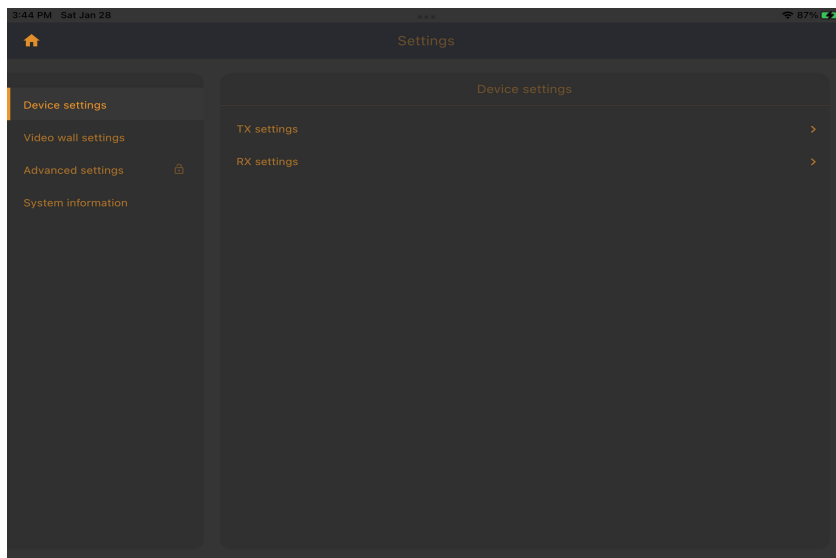 3:44 PM Sat Jan 28
87%
Settings
Device settings
Video wall settings
Advanced settings
System information
Device settings
TX settings
RX settings